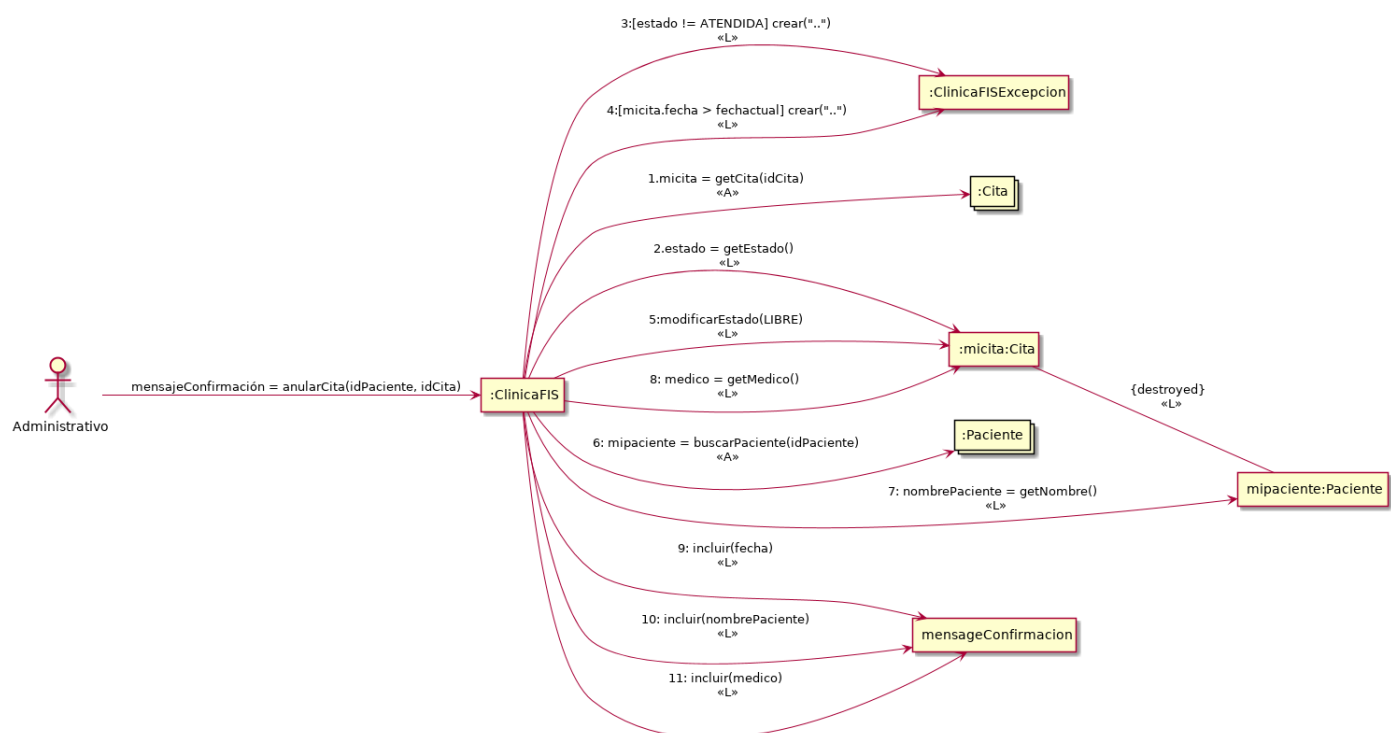 3:[estado != ATENDIDA] crear("..")
«L»
:ClinicaFISExcepcion
4:[micita.fecha > fechactual] crear("..")
«L»
1.micita = getCita(idCita)
«A»
:Cita
2.estado = getEstado()
«L»
5:modificarEstado(LIBRE)
«L»
:micita:Cita
8: medico = getMedico()
«L»
mensajeConfirmación = anularCita(idPaciente, idCita)
:ClinicaFIS
Administrativo
{destroyed}
«L»
6: mipaciente = buscarPaciente(idPaciente)
«A»
:Paciente
7: nombrePaciente = getNombre()
«L»
mipaciente:Paciente
9: incluir(fecha)
«L»
10: incluir(nombrePaciente)
«L»
mensageConfirmacion
11: incluir(medico)
«L»